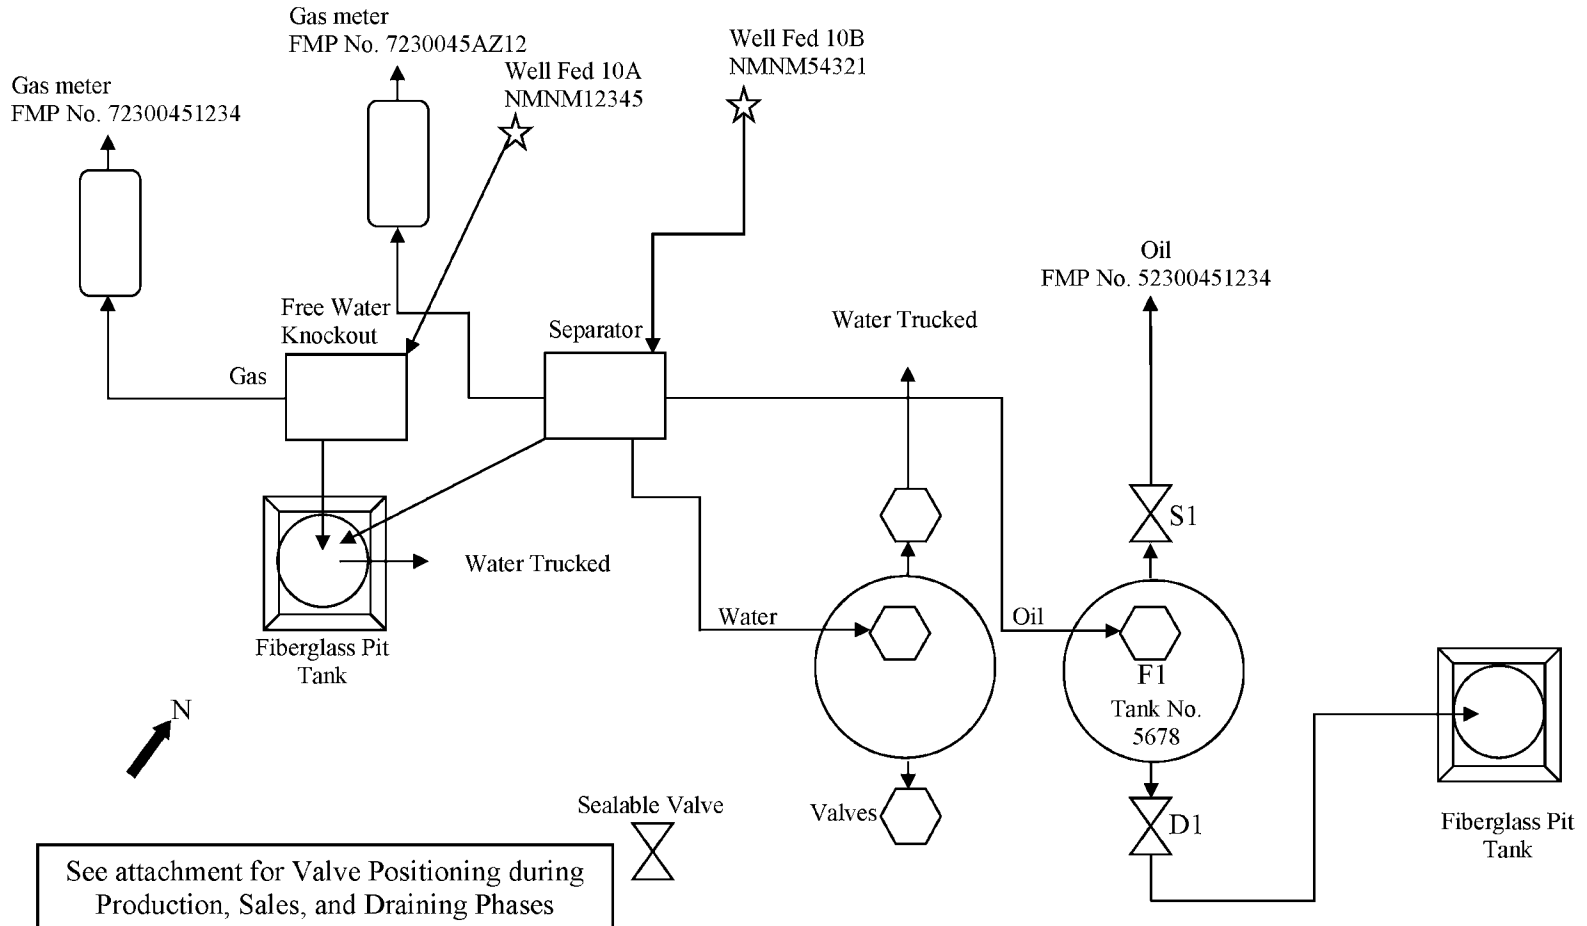 Gas meter
FMP No. 7230045AZ12
Well Fed 10B
NMNM54321
Gas meter
FMP No. 72300451234
Well Fed 10A
NMNM12345
Oil
FMP No. 52300451234
Free Water
Knockout
Separator
Water Trucked
Gas
S1
Water Trucked
Water
Oil
Fiberglass Pit
Tank
F1
Tank No.
5678
N
Sealable Valve
Valves
D1
Fiberglass Pit
Tank
See attachment for Valve Positioning during
Production, Sales, and Draining Phases